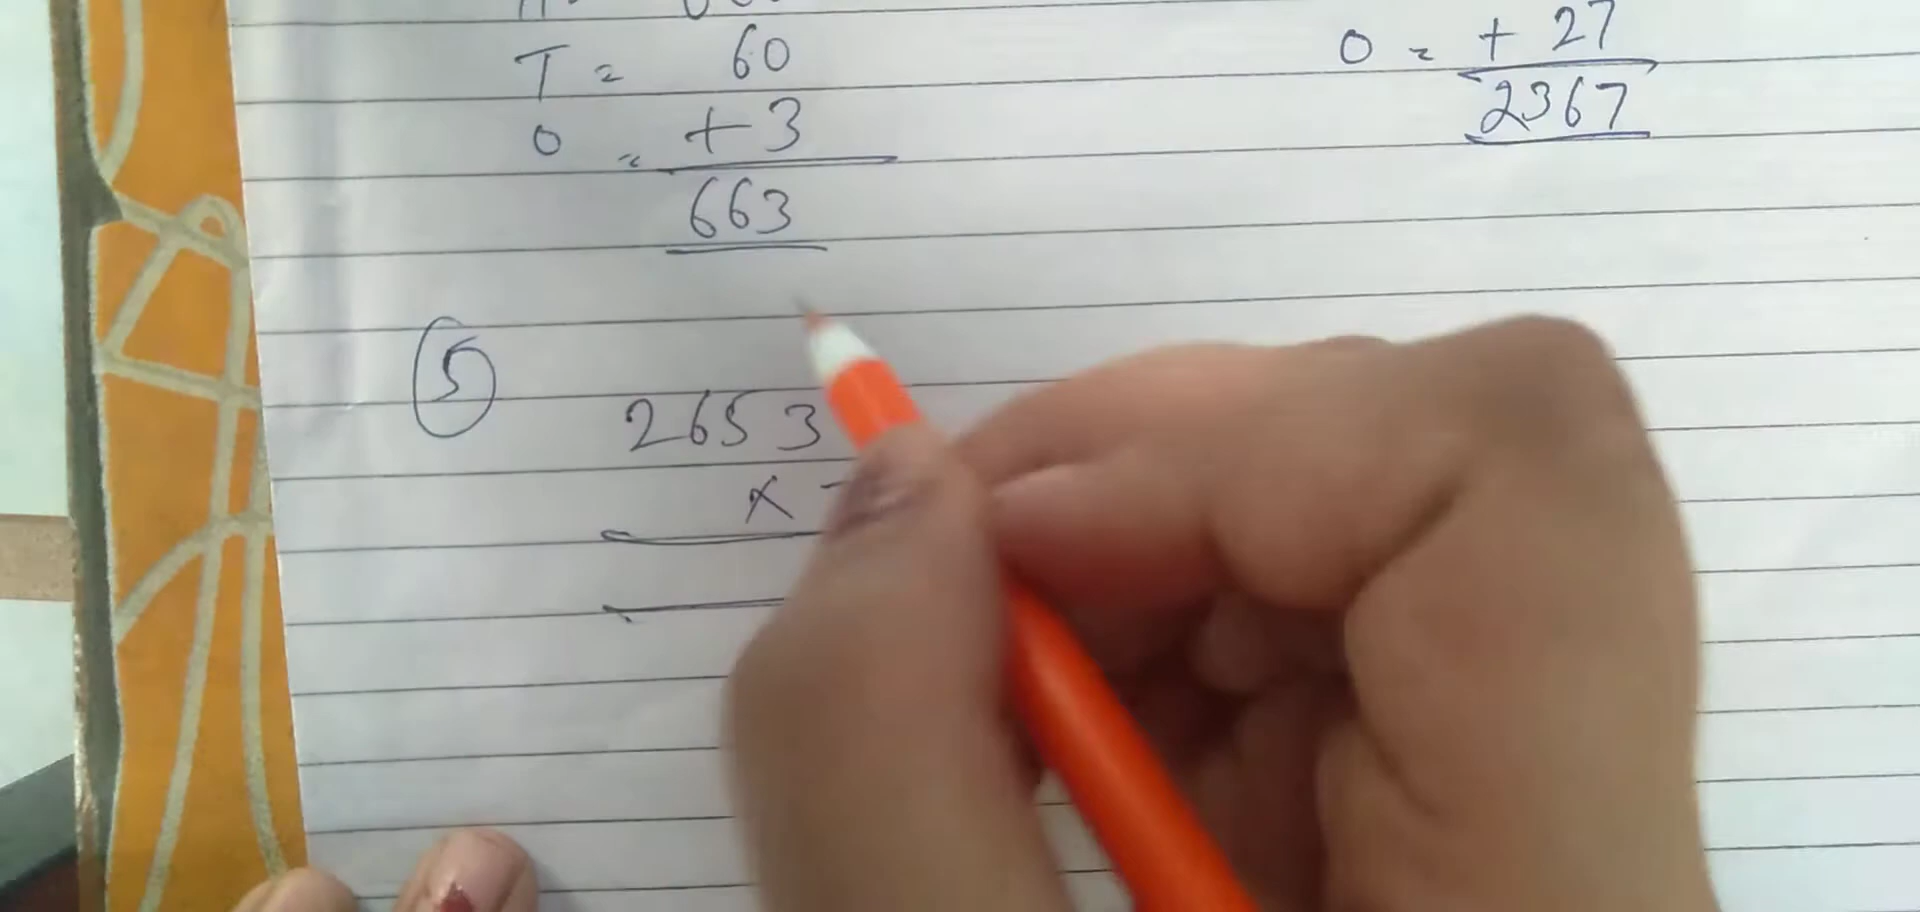 T = 60
0 = + 3
663
0 = + 27
2367
5
2653
x